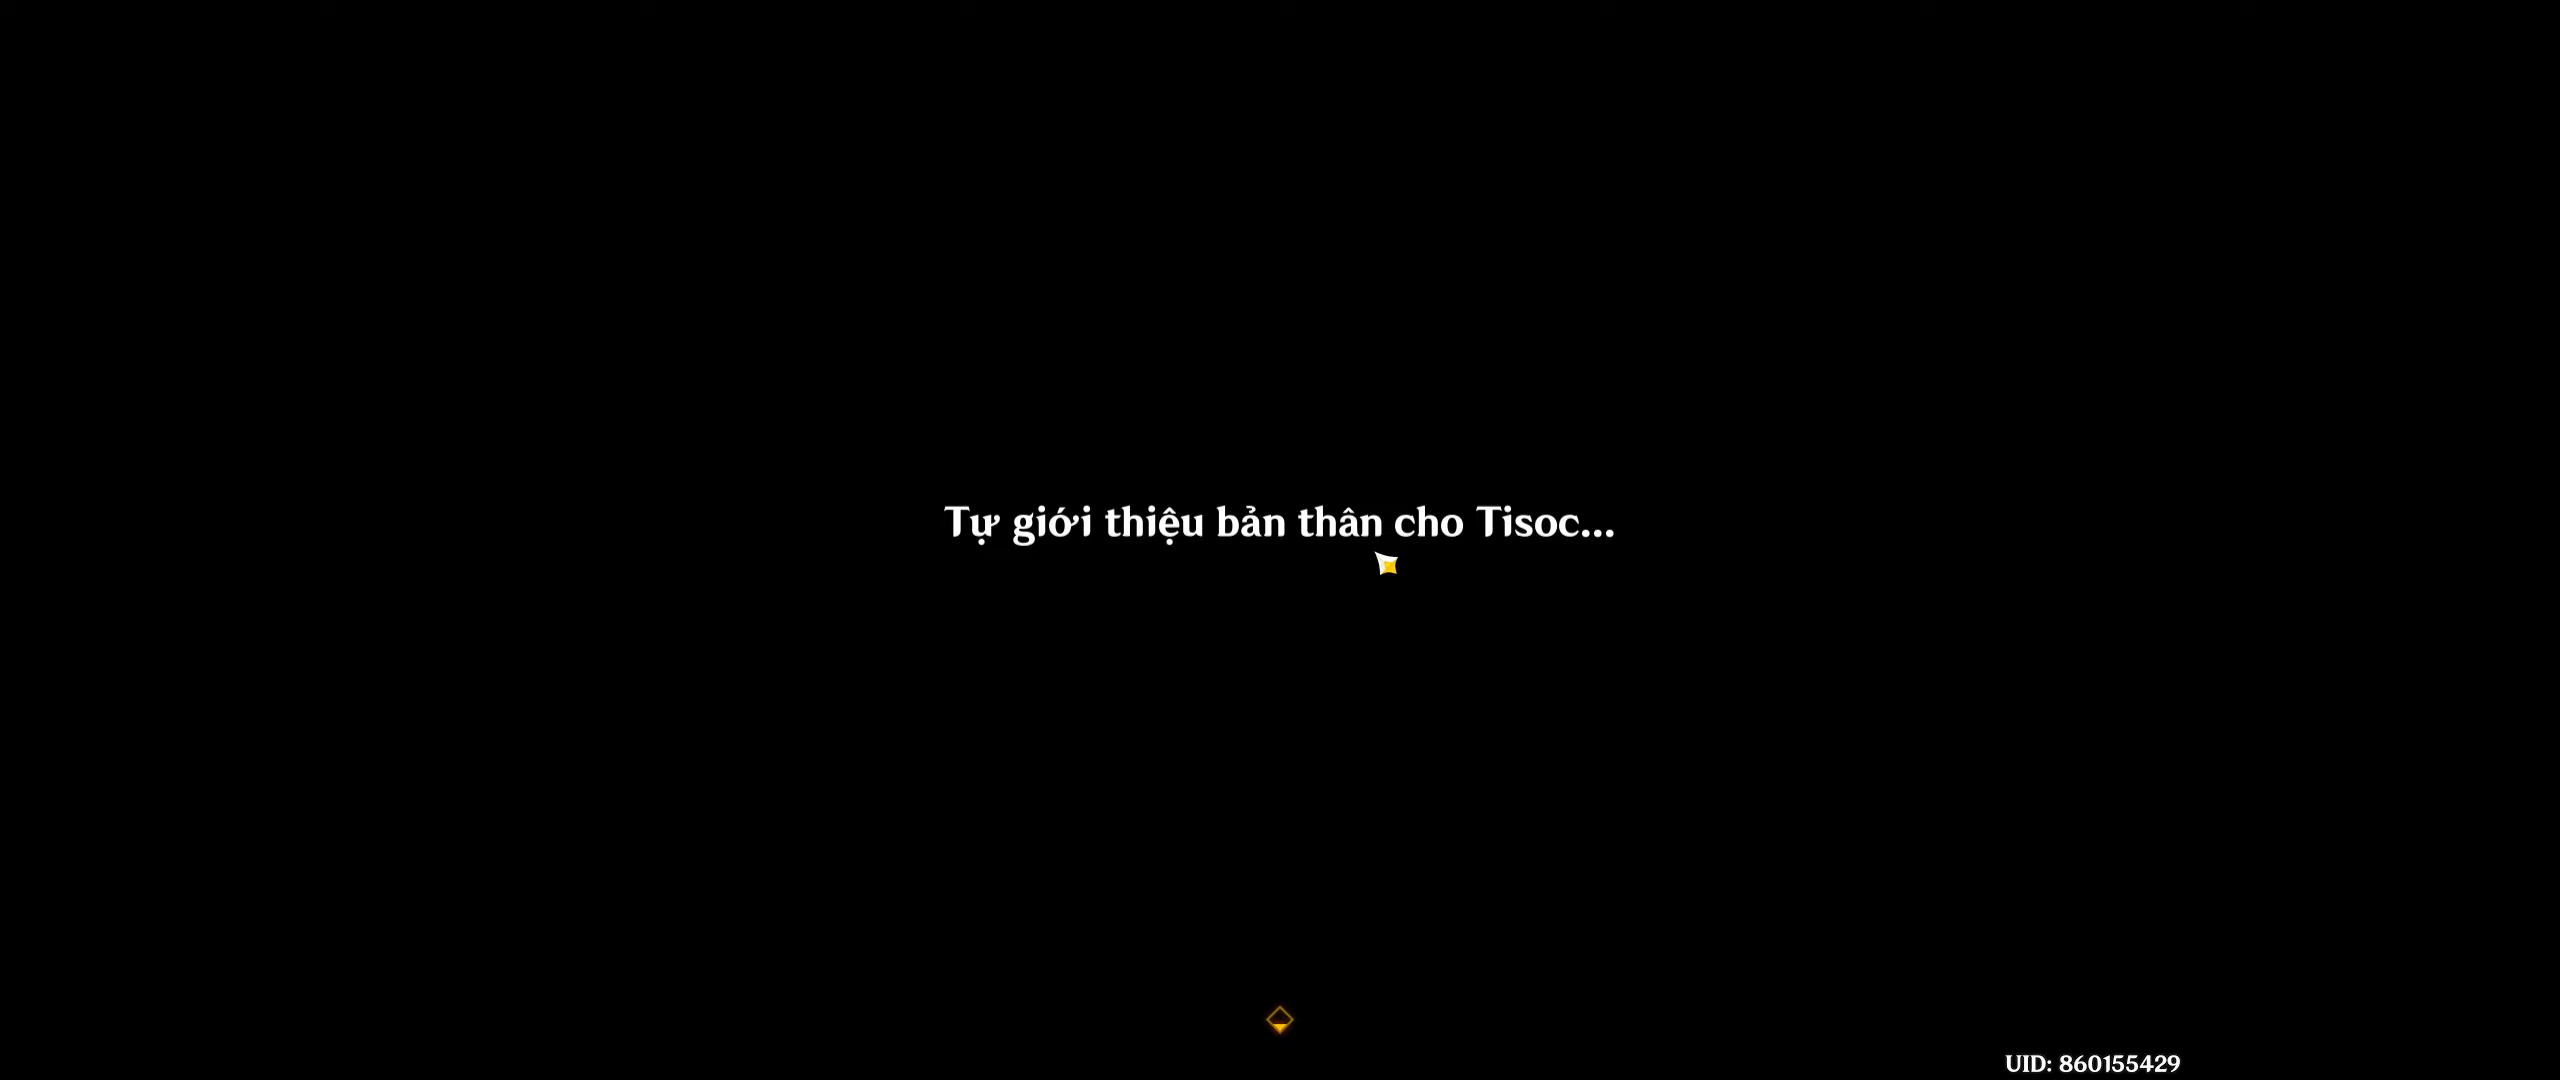 Tự giới thiệu bản thân cho Tisoc...
UID: 860155429